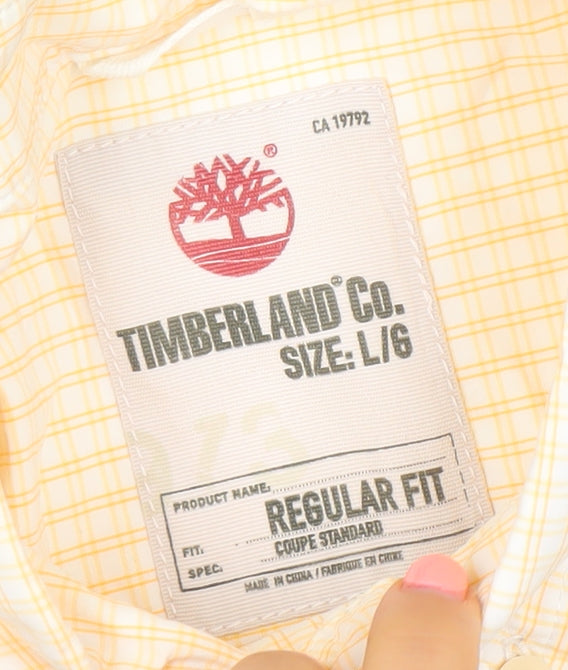 CA 19792
®
TIMBERLAND® Co.
SIZE: L/G
PRODUCT NAME:
REGULAR FIT
FIT:
COUPE STANDARD
SPEC.
MADE IN CHINA / FABRIQUE EN CHINE